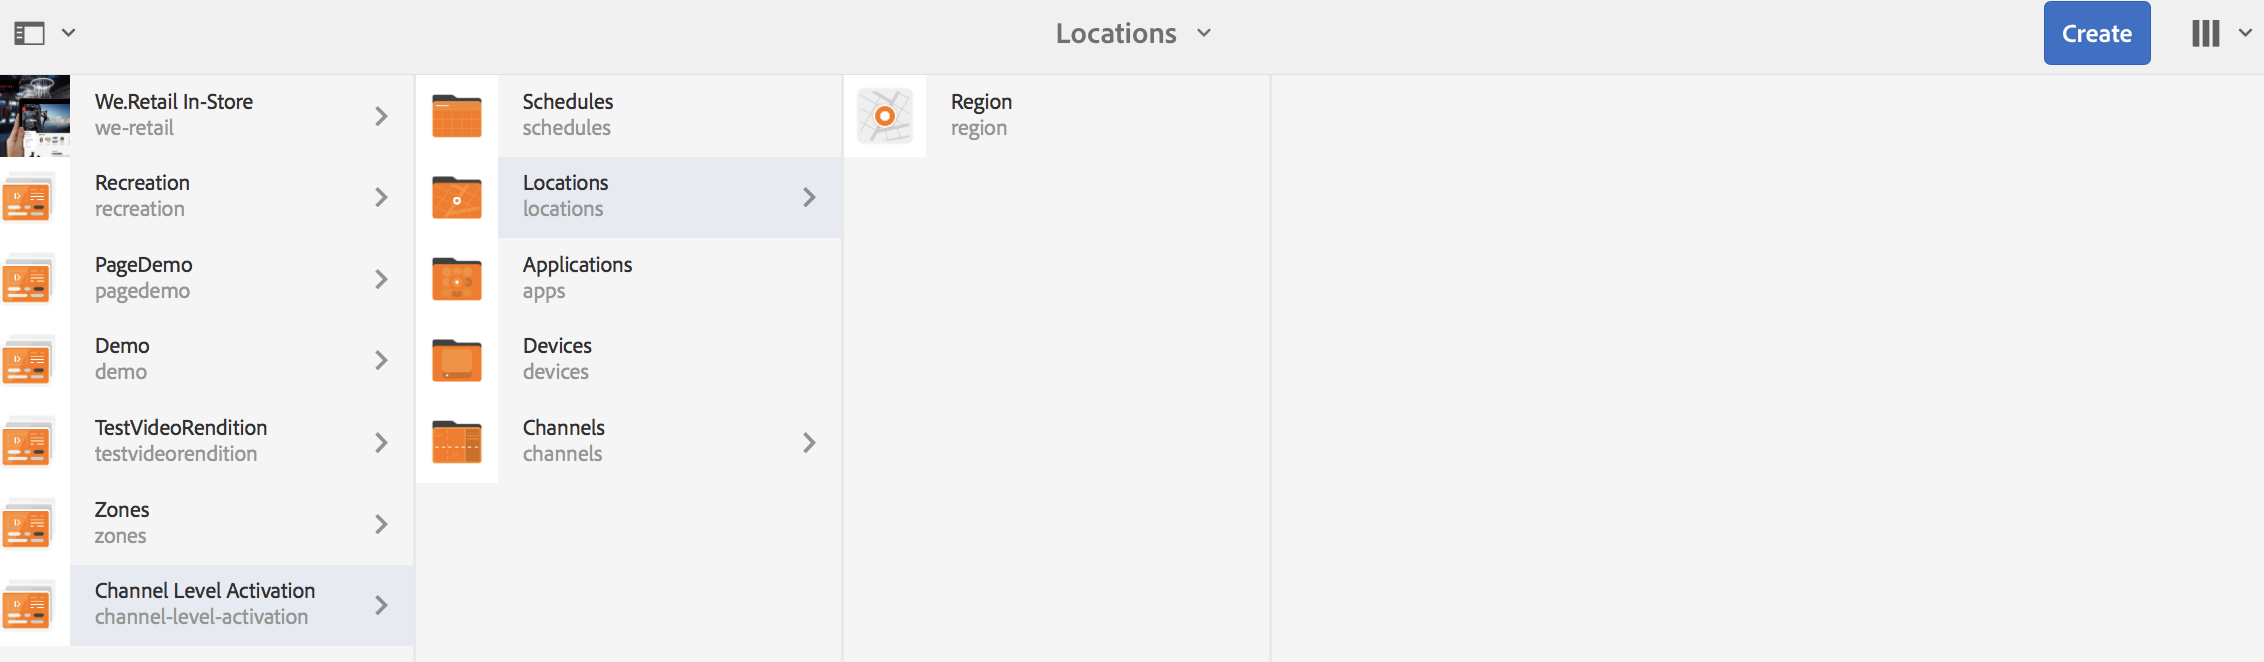 Locations
Create
We.Retail In-Store
we-retail
Recreation
recreation
PageDemo
pagedemo
Demo
demo
TestVideoRendition
testvideorendition
Zones
zones
Channel Level Activation
channel-level-activation
Schedules
schedules
Locations
locations
Applications
apps
Devices
devices
Channels
channels
Region
region